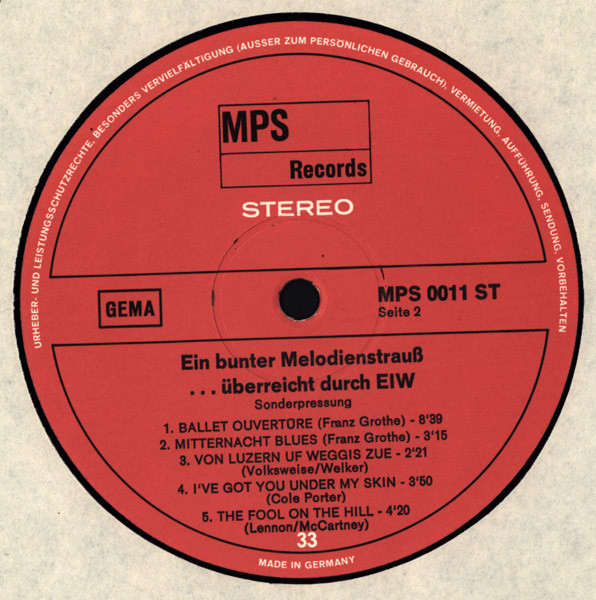 URHEBER- UND LEISTUNGSSCHUTZRECHTE, BESONDERS VERVIELFÄLTIGUNG (AUSSER ZUM PERSÖNLICHEN GEBRAUCH), VERMIETUNG, AUFFÜHRUNG, SENDUNG, VORBEHALTEN
MPS
Records
STEREO
GEMA
MPS 0011 ST
Seite 2
Ein bunter Melodienstrauß
... überreicht durch EIW
Sonderpressung
1. BALLET OUVERTÜRE (Franz Grothe) - 8'39
2. MITTERNACHT BLUES (Franz Grothe) - 3'15
3. VON LUZERN UF WEGGIS ZUE - 2'21
(Volksweise/Welker)
4. I'VE GOT YOU UNDER MY SKIN - 3'50
(Cole Porter)
5. THE FOOL ON THE HILL - 4'20
(Lennon/McCartney)
33
MADE IN GERMANY